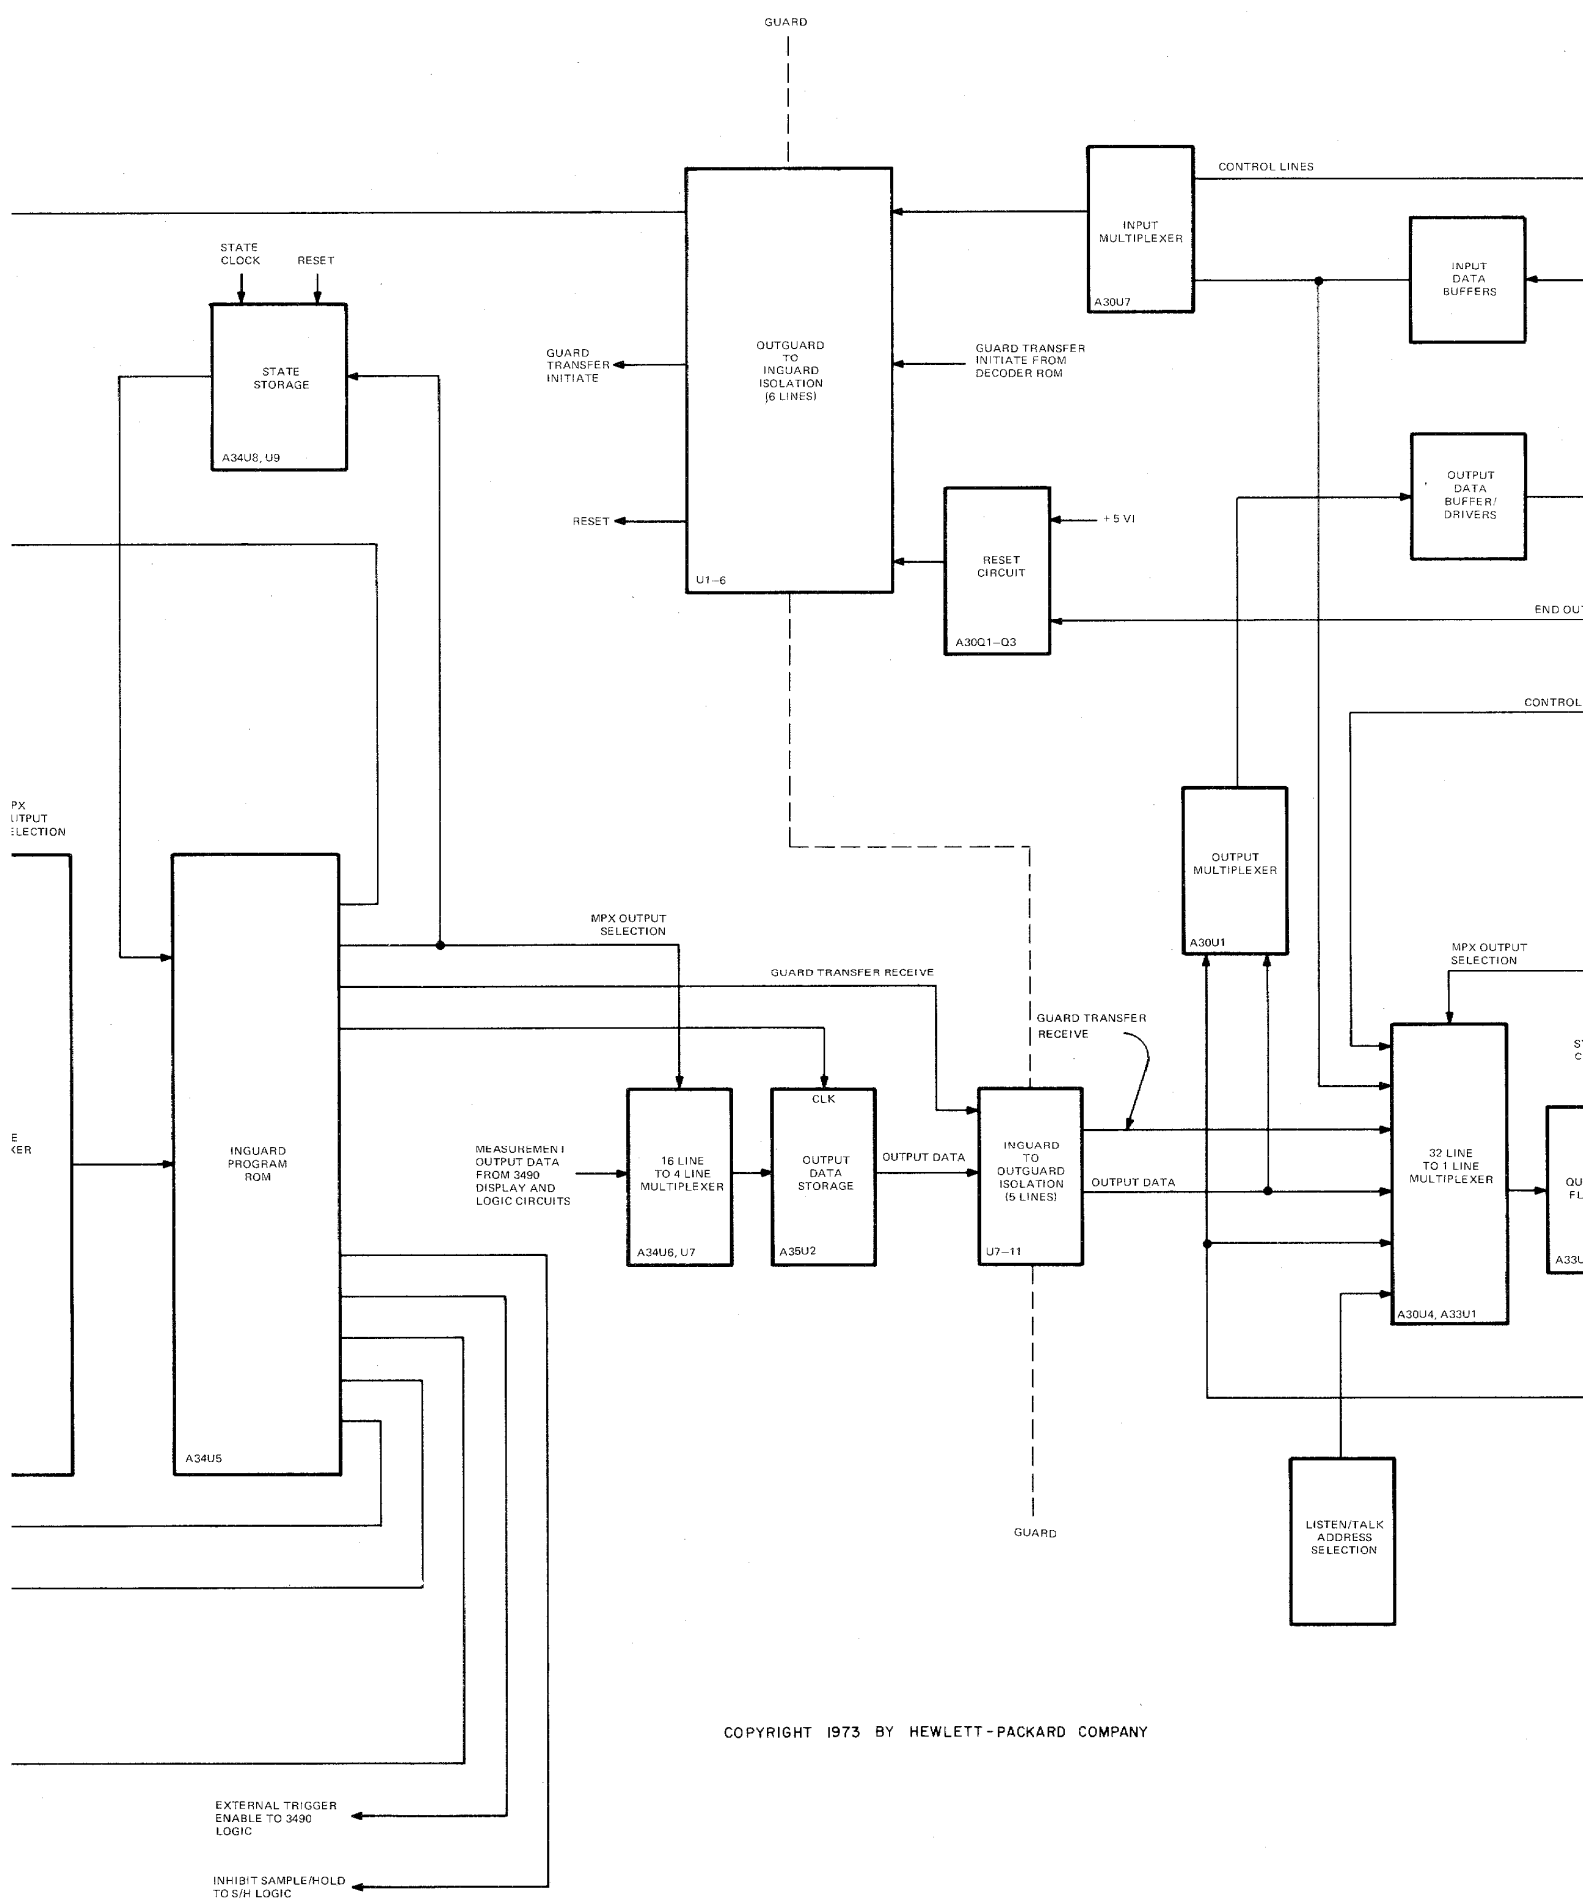 GUARD
CONTROL LINES
INPUT
MULTIPLEXER
A30U7
STATE
CLOCK
RESET
INPUT
DATA
BUFFERS
STATE
STORAGE
A34U8, U9
GUARD
TRANSFER
INITIATE
OUTGUARD
TO
INGUARD
ISOLATION
(6 LINES)
GUARD TRANSFER
INITIATE FROM
DECODER ROM
OUTPUT
DATA
BUFFER/
DRIVERS
RESET
U1–6
RESET
CIRCUIT
A30Q1–Q3
+5 VI
END OU
CONTROL
PX
UTPUT
ELECTION
OUTPUT
MULTIPLEXER
A30U1
MPX OUTPUT
SELECTION
MPX OUTPUT
SELECTION
GUARD TRANSFER RECEIVE
GUARD TRANSFER
RECEIVE
S
C
E
KER
INGUARD
PROGRAM
ROM
A34U5
MEASUREMENT
OUTPUT DATA
FROM 3490
DISPLAY AND
LOGIC CIRCUITS
16 LINE
TO 4 LINE
MULTIPLEXER
A34U6, U7
CLK
OUTPUT
DATA
STORAGE
A35U2
OUTPUT DATA
INGUARD
TO
OUTGUARD
ISOLATION
(5 LINES)
U7–11
OUTPUT DATA
32 LINE
TO 1 LINE
MULTIPLEXER
A30U4, A33U1
QU
FL
A33U
LISTEN/TALK
ADDRESS
SELECTION
GUARD
COPYRIGHT 1973 BY HEWLETT-PACKARD COMPANY
EXTERNAL TRIGGER
ENABLE TO 3490
LOGIC
INHIBIT SAMPLE/HOLD
TO S/H LOGIC